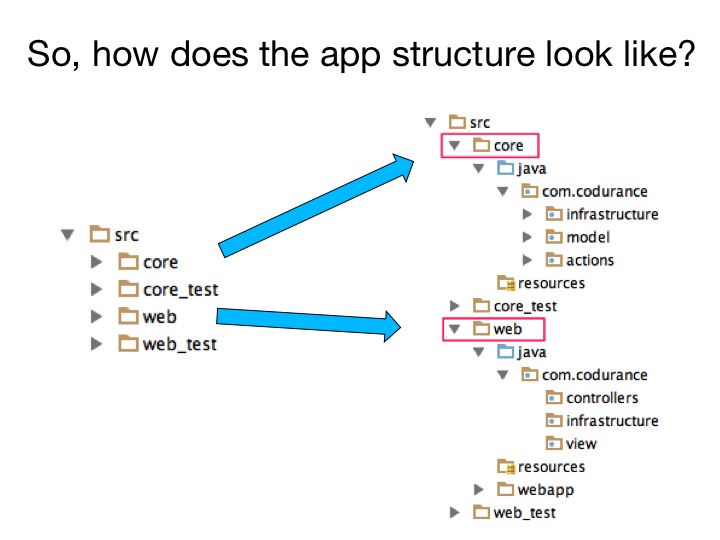 So, how does the app structure look like?
src
core
core_test
web
web_test
src
core
java
com.codurance
infrastructure
model
actions
resources
core_test
web
java
com.codurance
controllers
infrastructure
view
resources
webapp
web_test